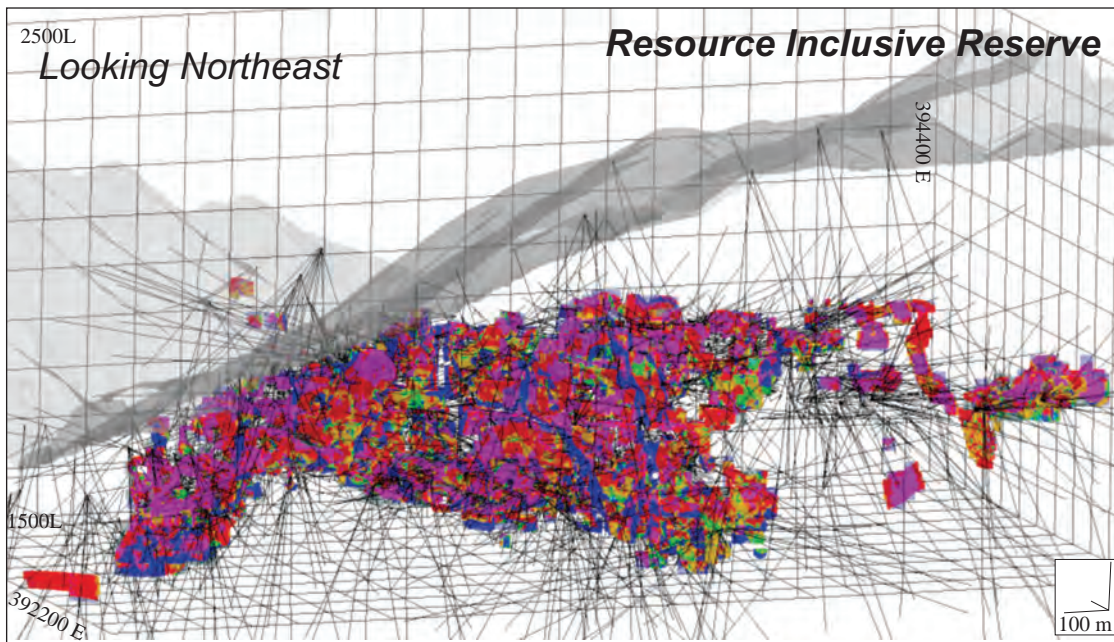 2500L
Looking Northeast
Resource Inclusive Reserve
394400 E
1500L
392200 E
100 m